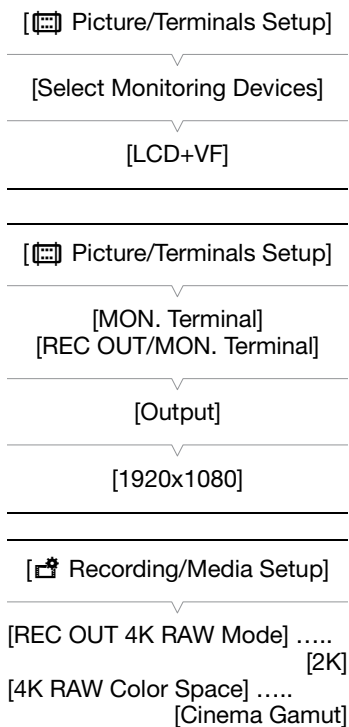 [ Picture/Terminals Setup]
[Select Monitoring Devices]
[LCD+VF]
[ Picture/Terminals Setup]
[MON. Terminal]
[REC OUT/MON. Terminal]
[Output]
[1920x1080]
[ Recording/Media Setup]
[REC OUT 4K RAW Mode] …..
[2K]
[4K RAW Color Space] …..
[Cinema Gamut]